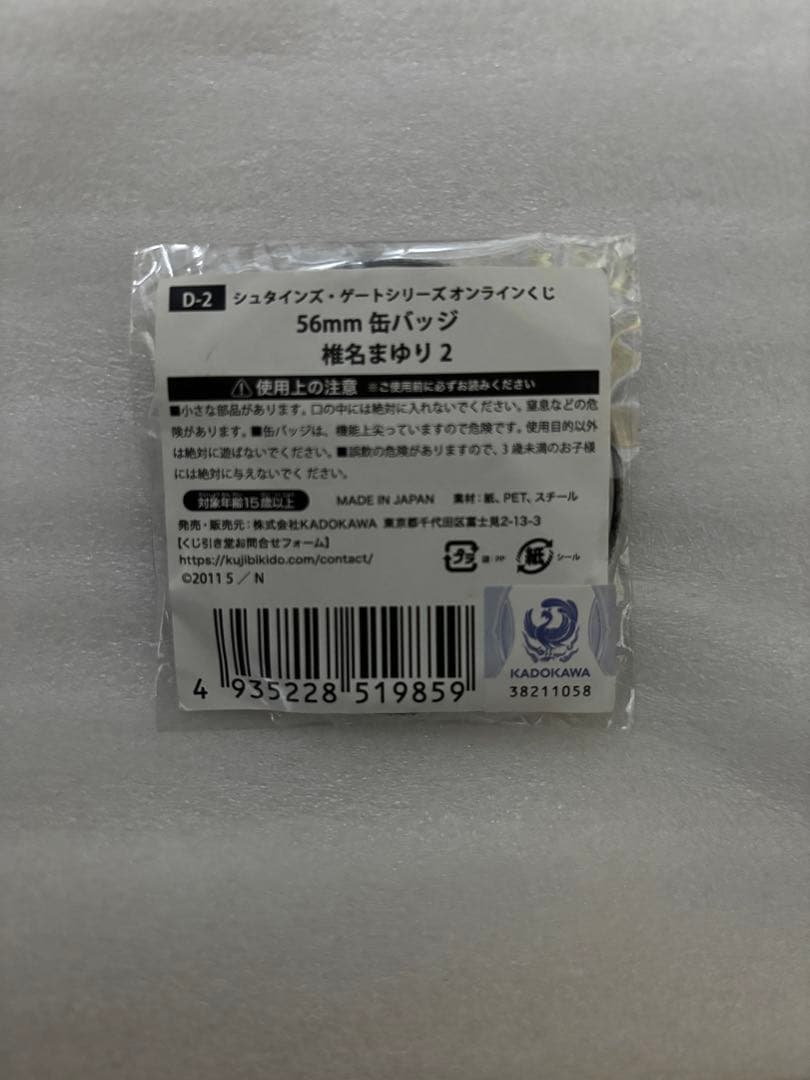 D-2 シュタインズ・ゲートシリーズ オンラインくじ
56mm 缶バッジ
椎名まゆり 2
⚠使用上の注意 ※ご使用前に必ずお読みください
■小さな部品があります。口の中には絶対に入れないでください。窒息などの危
険があります。■缶バッジは、機能上尖っていますので危険です。使用目的以外
は絶対に遊ばないでください。■誤飲の危険がありますので、3歳未満のお子様
には絶対に与えないでく ださい。
対象年齢15歳以上 MADE IN JAPAN 素材:紙、PET、スチール
発売・販売元:株式会社KADOKAWA 東京都千代田区富士見2-13-3
【くじ引き堂お問合せフォーム】
https://kujibikido.com/contact/
©2011 5／N
プラ 袋:PP 紙 シール
KADOKAWA
38211058
4 935228 519859